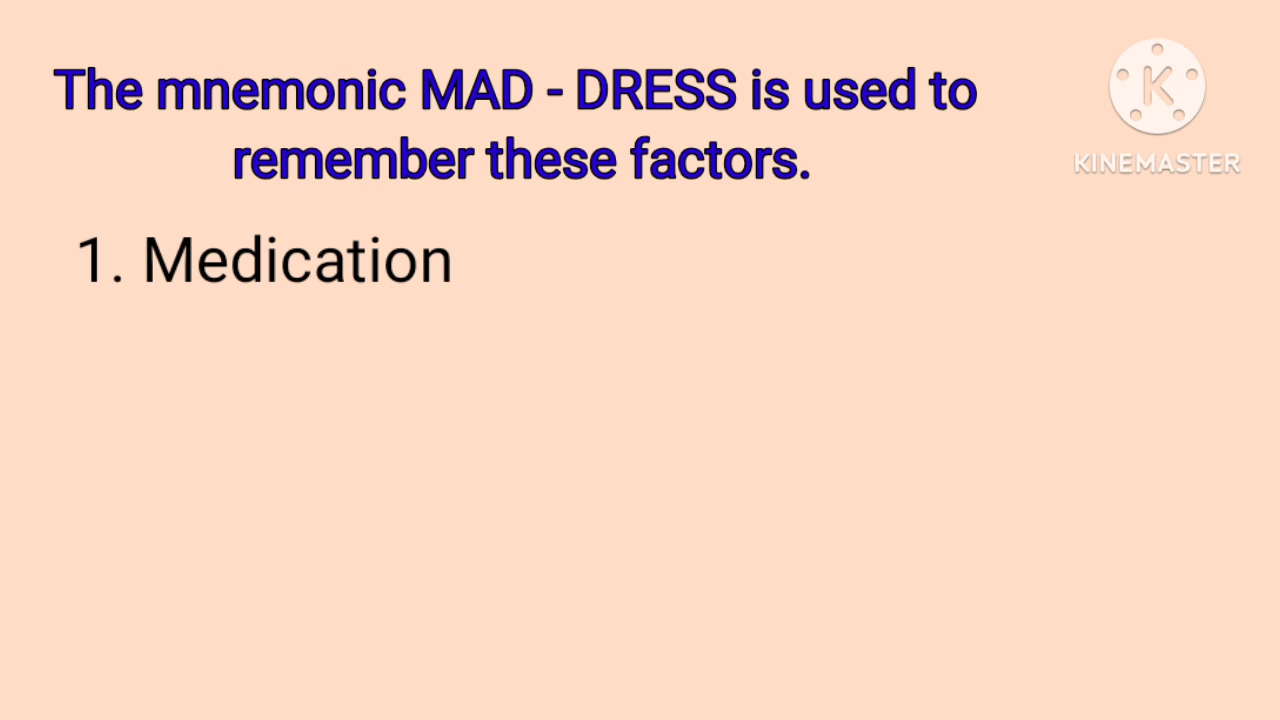 The mnemonic MAD - DRESS is used to
remember these factors.
K
KINEMASTER
1. Medication